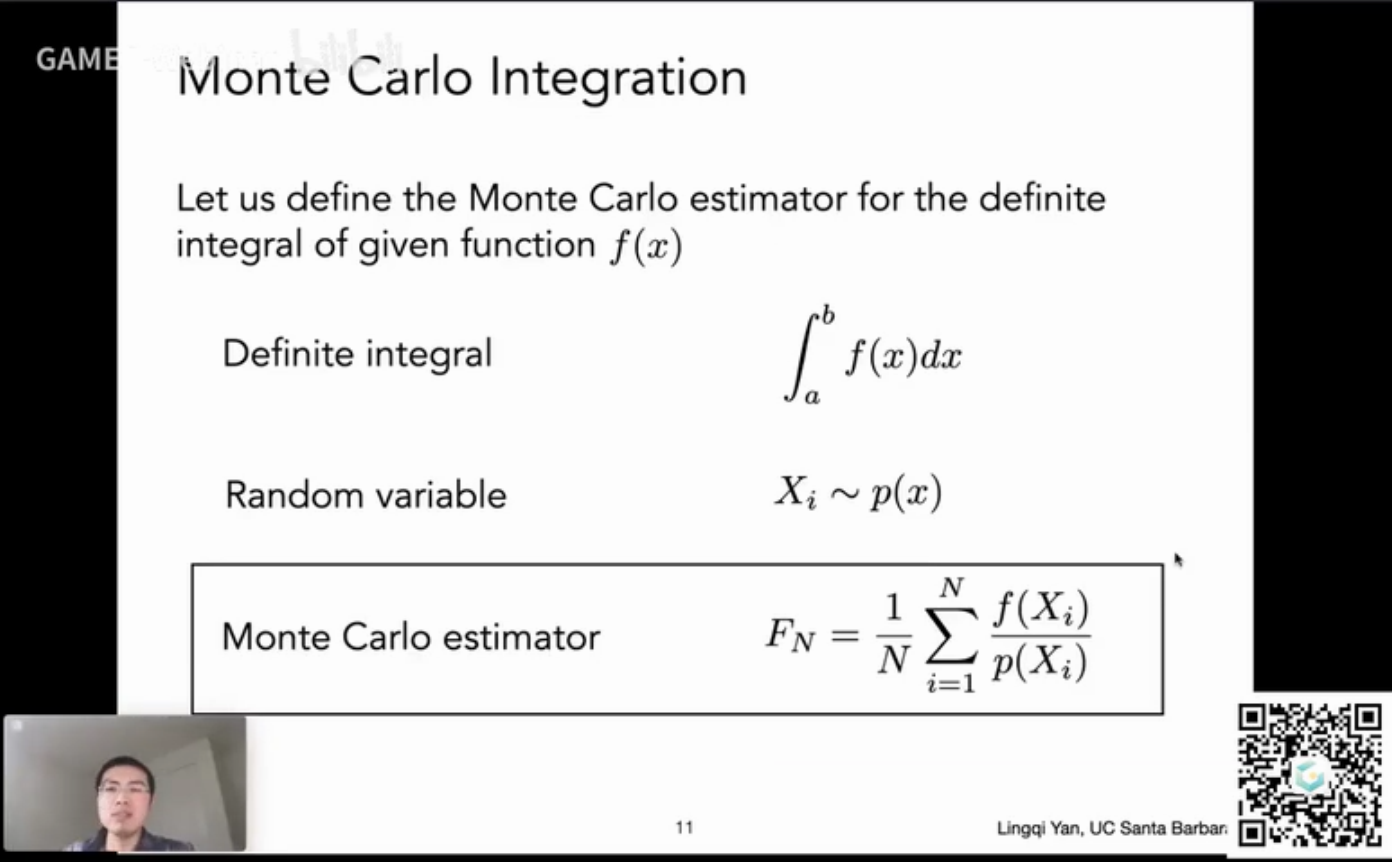 GAME
bilibili
Monte Carlo Integration
Let us define the Monte Carlo estimator for the definite
integral of given function f(x)
Definite integral ∫_a^b f(x)dx
Random variable X_i ∼ p(x)
Monte Carlo estimator F_N = \frac{1}{N} \sum_{i=1}^{N} \frac{f(X_i)}{p(X_i)}
11
Lingqi Yan, UC Santa Barbar